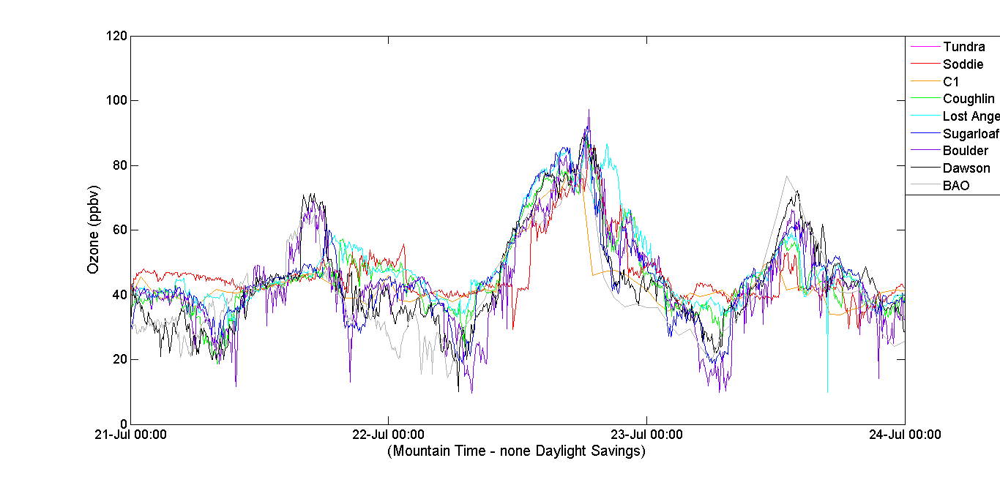 120
100
80
60
40
20
0
Ozone (ppbv)
21-Jul 00:00
22-Jul 00:00
23-Jul 00:00
24-Jul 00:00
(Mountain Time - none Daylight Savings)
Tundra
Soddie
C1
Coughlin
Lost Ange
Sugarloaf
Boulder
Dawson
BAO